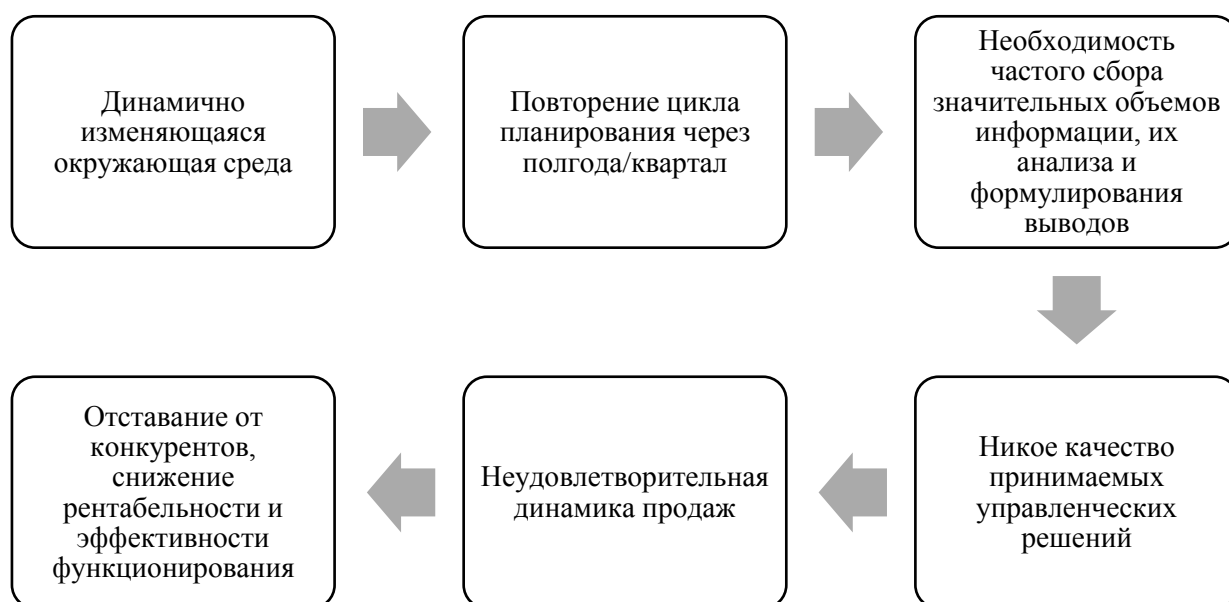 Динамично
изменяющаяся
окружающая среда
Повторение цикла
планирования через
полгода/квартал
Необходимость
частого сбора
значительных объемов
информации, их
анализа и
формулирования
выводов
Никое качество
принимаемых
управленческих
решений
Неудовлетворительная
динамика продаж
Отставание от
конкурентов,
снижение
рентабельности и
эффективности
функционирования